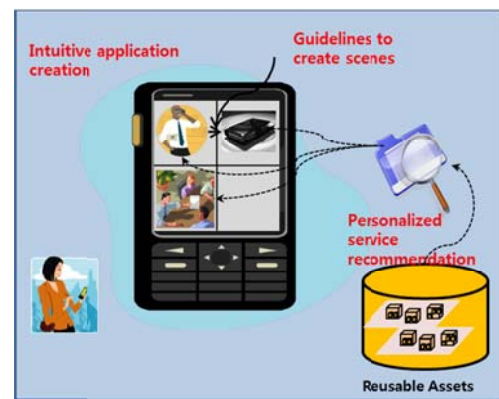 Intuitive application
creation
Guidelines to
create scenes
Personalized
service
recommendation
Reusable Assets